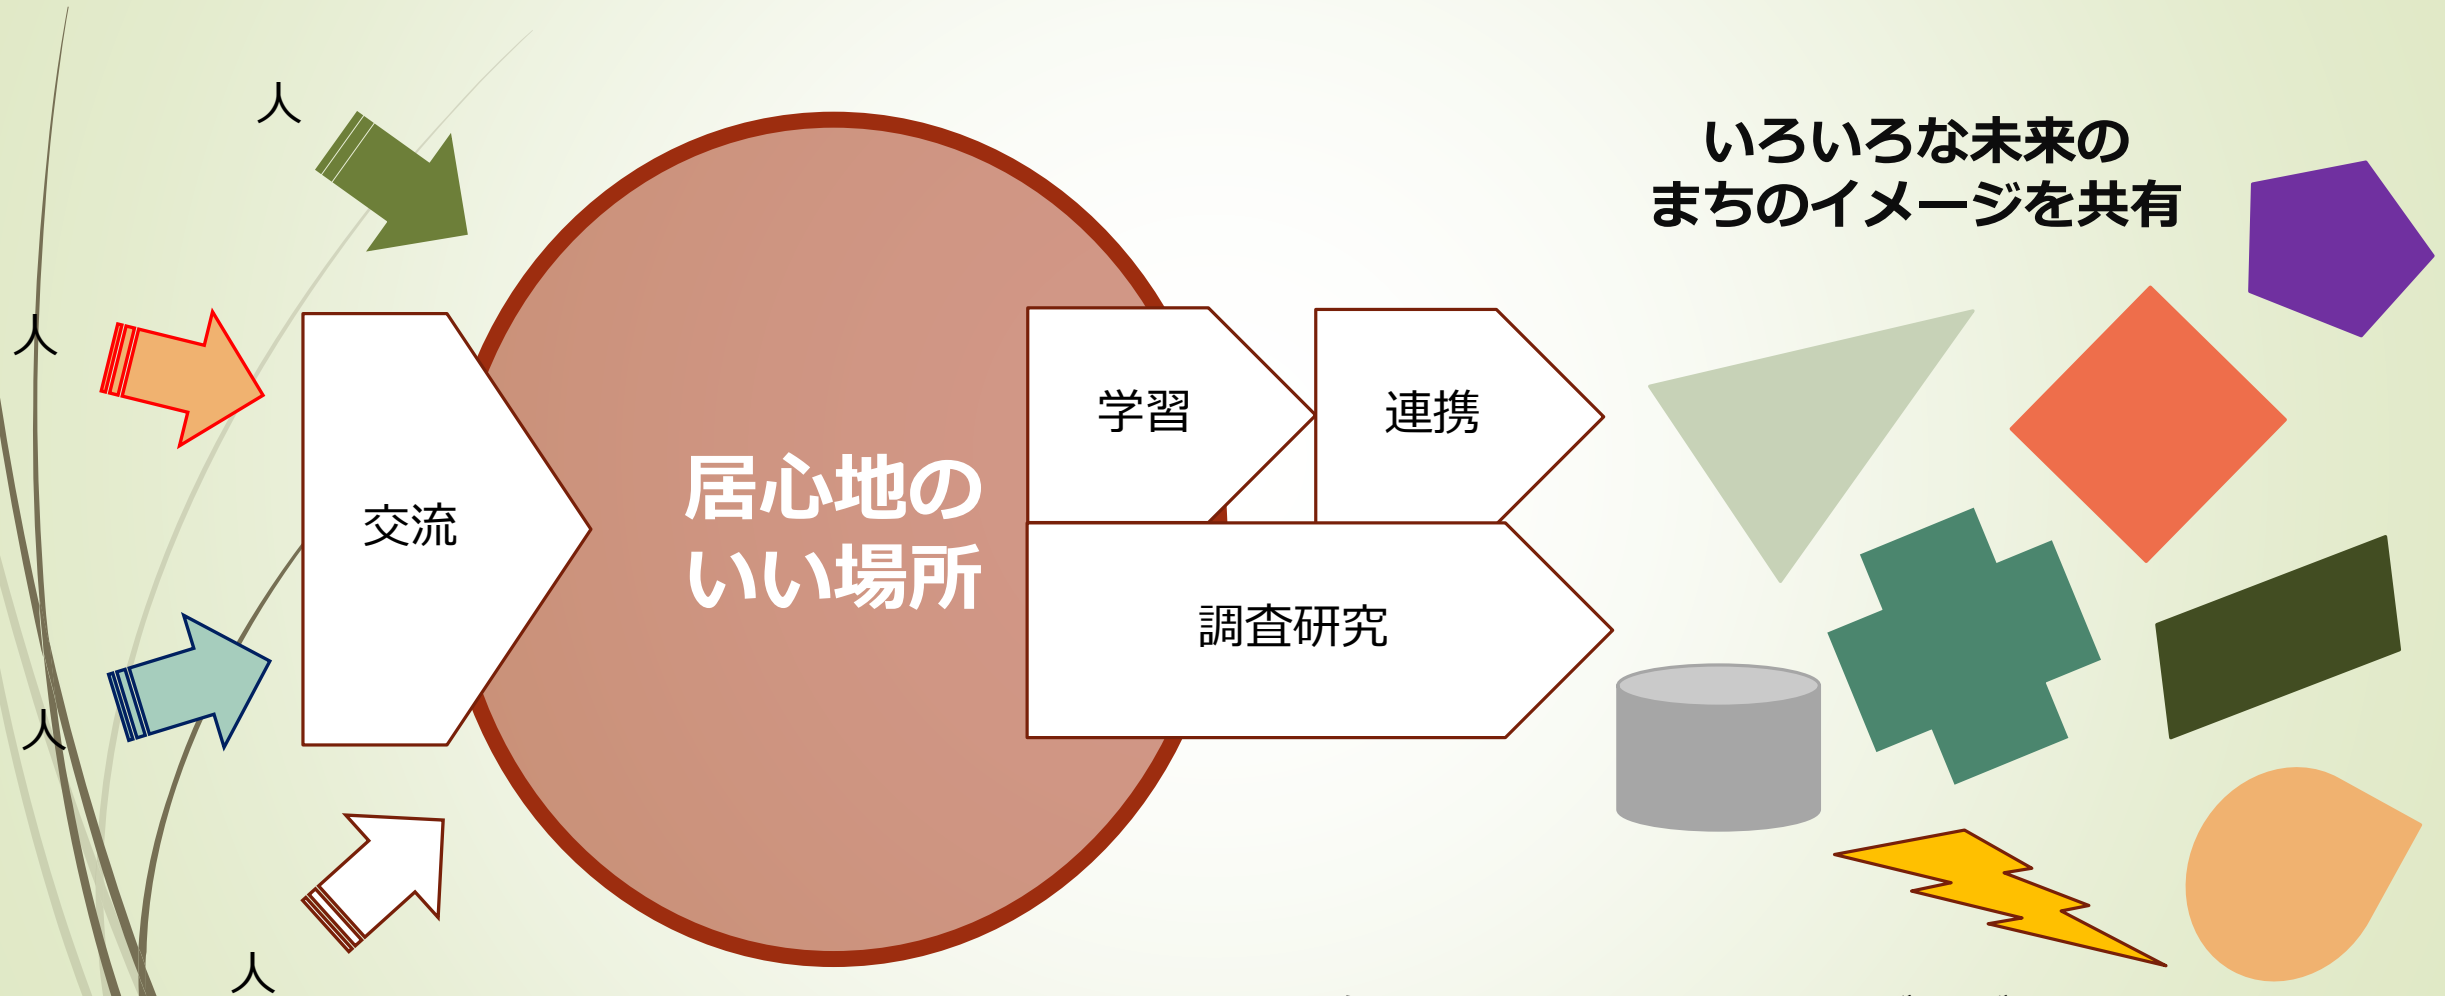 人
人
人
人
交流
居心地の
いい場所
学習
連携
調査研究
いろいろな未来の
まちのイメージを共有